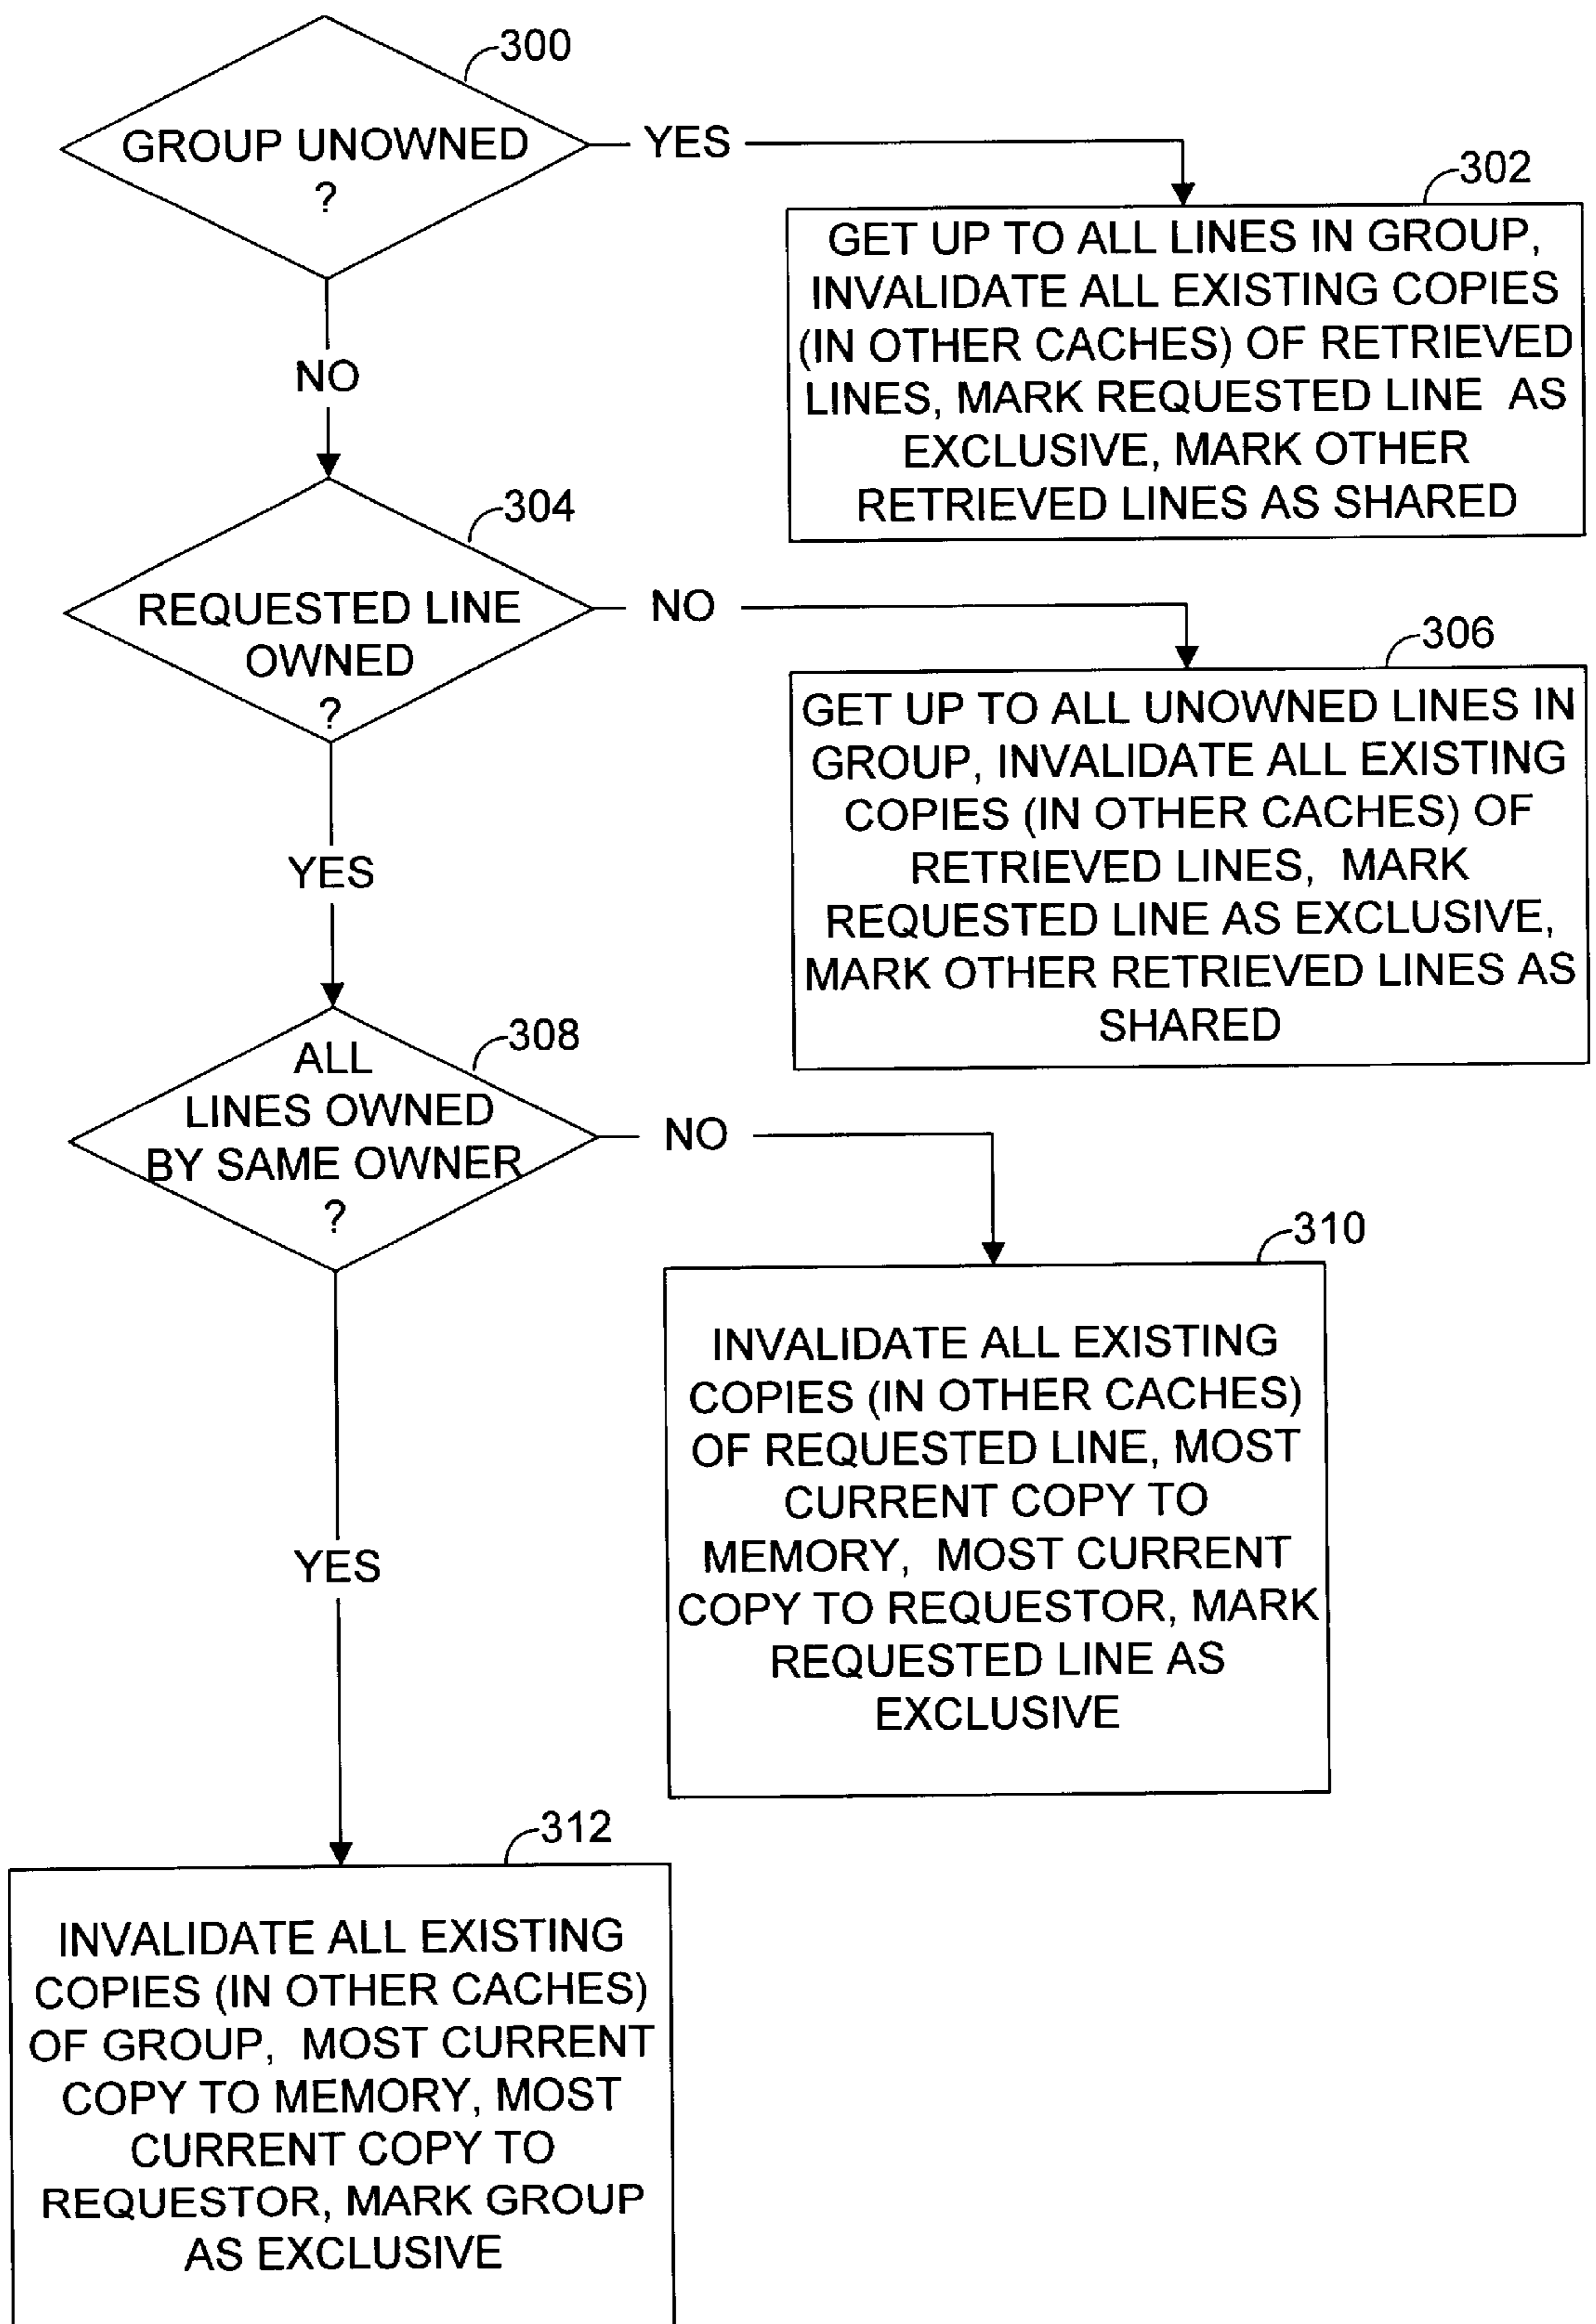 300
GROUP UNOWNED
?
YES
302
GET UP TO ALL LINES IN GROUP,
INVALIDATE ALL EXISTING COPIES
(IN OTHER CACHES) OF RETRIEVED
LINES, MARK REQUESTED LINE AS
EXCLUSIVE, MARK OTHER
RETRIEVED LINES AS SHARED
NO
304
REQUESTED LINE
OWNED
?
NO
306
GET UP TO ALL UNOWNED LINES IN
GROUP, INVALIDATE ALL EXISTING
COPIES (IN OTHER CACHES) OF
RETRIEVED LINES, MARK
REQUESTED LINE AS EXCLUSIVE,
MARK OTHER RETRIEVED LINES AS
SHARED
YES
308
ALL
LINES OWNED
BY SAME OWNER
?
NO
310
INVALIDATE ALL EXISTING
COPIES (IN OTHER CACHES)
OF REQUESTED LINE, MOST
CURRENT COPY TO
MEMORY, MOST CURRENT
COPY TO REQUESTOR, MARK
REQUESTED LINE AS
EXCLUSIVE
YES
312
INVALIDATE ALL EXISTING
COPIES (IN OTHER CACHES)
OF GROUP, MOST CURRENT
COPY TO MEMORY, MOST
CURRENT COPY TO
REQUESTOR, MARK GROUP
AS EXCLUSIVE